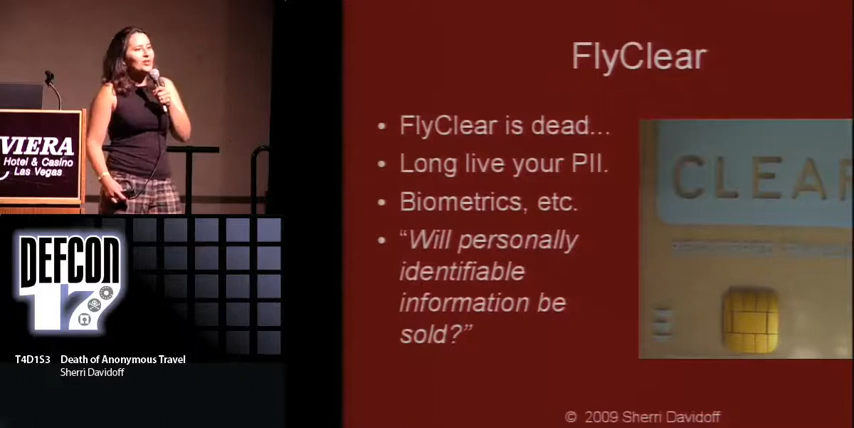 VIERA
Hotel & Casino
Las Vegas
DEFCON
17
T4D1S3 Death of Anonymous Travel
Sherri Davidoff
FlyClear
• FlyClear is dead...
• Long live your PII.
• Biometrics, etc.
• “Will personally
identifiable
information be
sold?”
CLEAR
© 2009 Sherri Davidoff